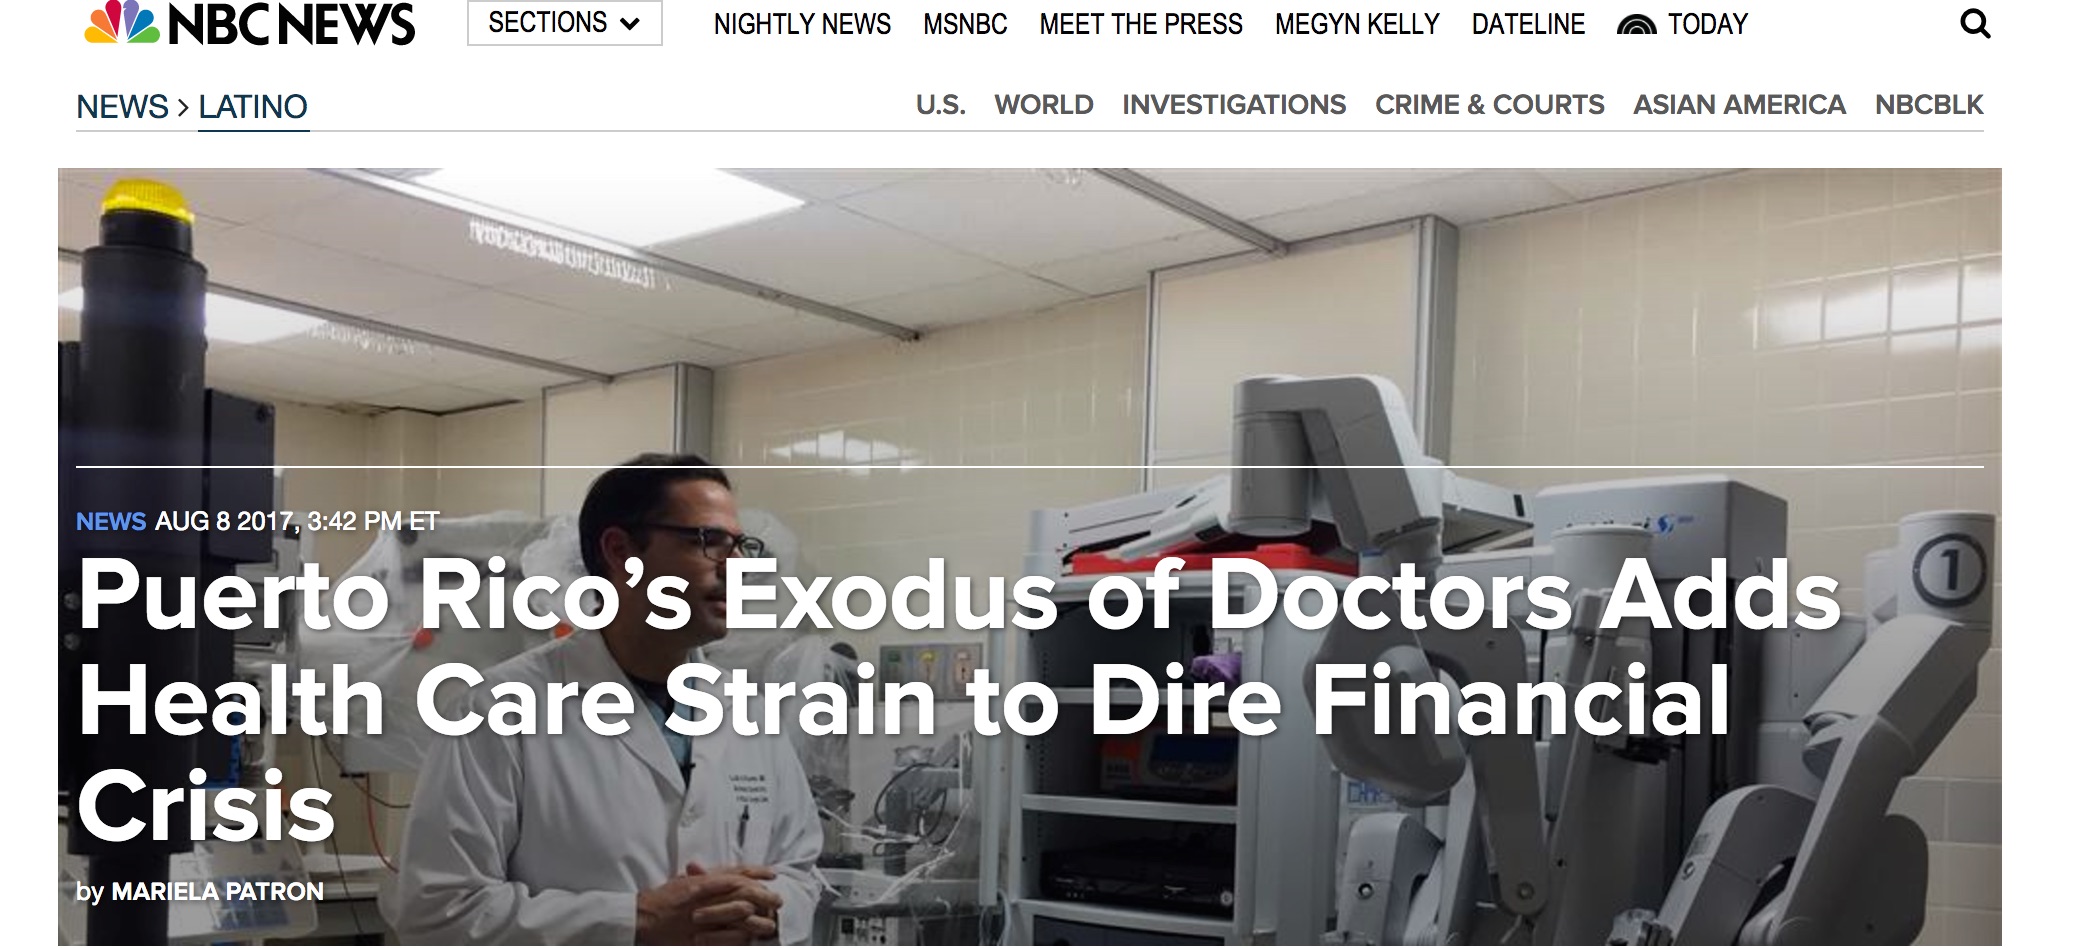 NBC NEWS
SECTIONS
NIGHTLY NEWS MSNBC MEET THE PRESS MEGYN KELLY DATELINE TODAY
NEWS > LATINO
U.S. WORLD INVESTIGATIONS CRIME & COURTS ASIAN AMERICA NBCBLK
NEWS AUG 8 2017, 3:42 PM ET
Puerto Rico’s Exodus of Doctors Adds
Health Care Strain to Dire Financial
Crisis
by MARIELA PATRON
1